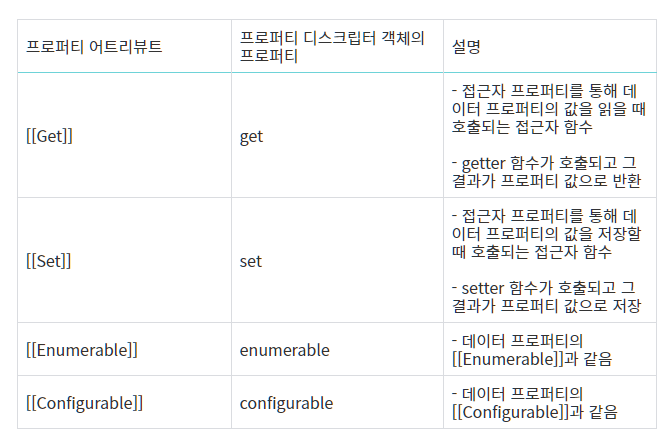 프로퍼티 어트리뷰트
프로퍼티 디스크립터 객체의
프로퍼티
설명
[[Get]]
get
- 접근자 프로퍼티를 통해 데
이터 프로퍼티의 값을 읽을 때
호출되는 접근자 함수
- getter 함수가 호출되고 그
결과가 프로퍼티 값으로 반환
[[Set]]
set
- 접근자 프로퍼티를 통해 데
이터 프로퍼티의 값을 저장할
때 호출되는 접근자 함수
- setter 함수가 호출되고 그
결과가 프로퍼티 값으로 저장
[[Enumerable]]
enumerable
- 데이터 프로퍼티의
[[Enumerable]]과 같음
[[Configurable]]
configurable
- 데이터 프로퍼티의
[[Configurable]]과 같음